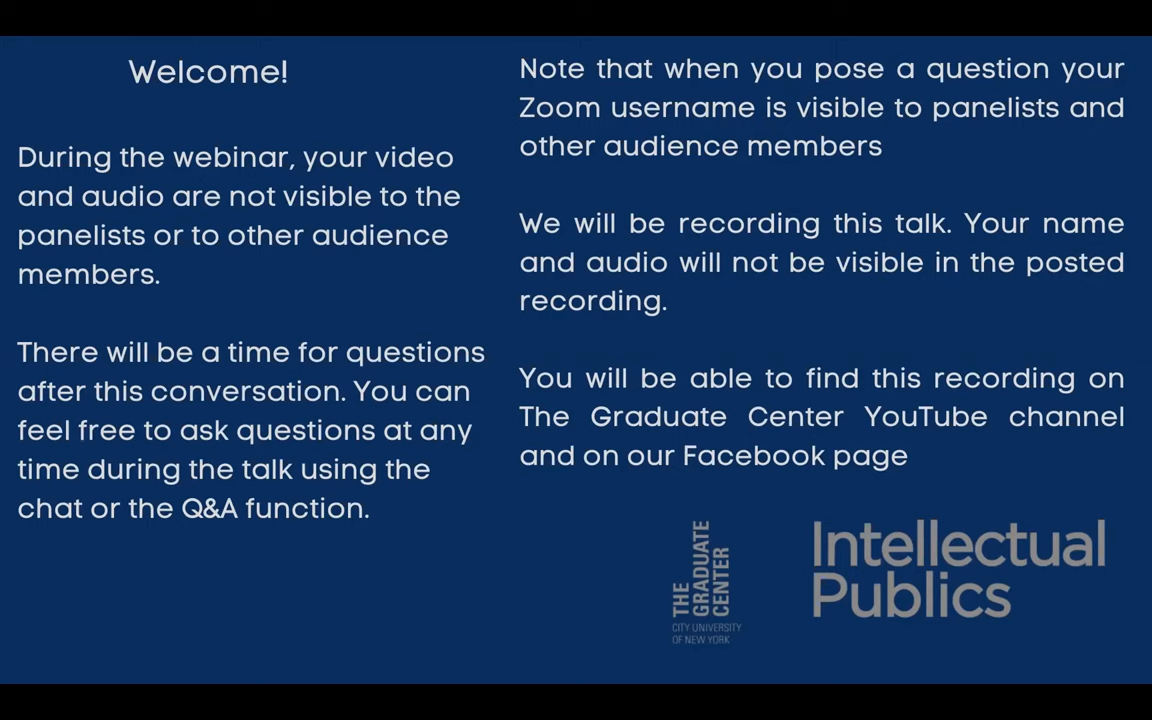 Welcome!
During the webinar, your video
and audio are not visible to the
panelists or to other audience
members.
There will be a time for questions
after this conversation. You can
feel free to ask questions at any
time during the talk using the
chat or the Q&A function.
Note that when you pose a question your
Zoom username is visible to panelists and
other audience members
We will be recording this talk. Your name
and audio will not be visible in the posted
recording.
You will be able to find this recording on
The Graduate Center YouTube channel
and on our Facebook page
THE
GRADUATE
CENTER
CITY UNIVERSITY
OF NEW YORK
Intellectual
Publics